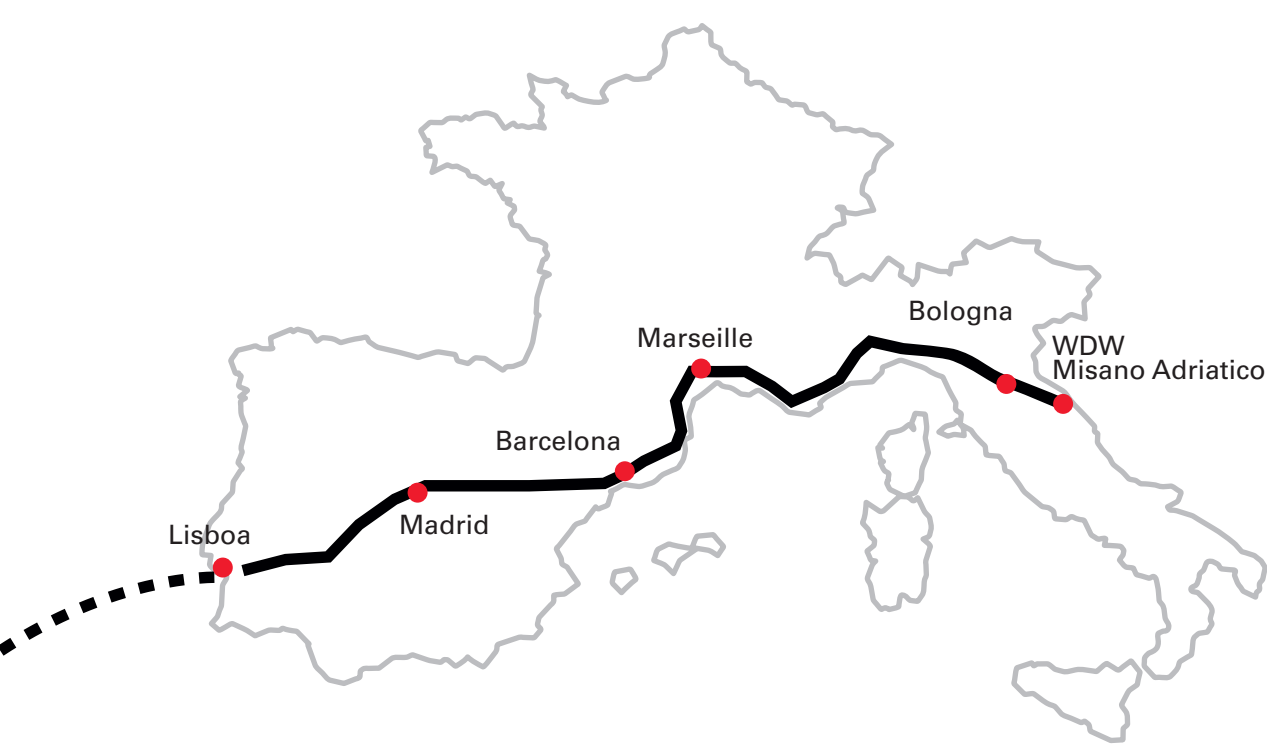 Bologna
Marseille
WDW
Misano Adriatico
Barcelona
Madrid
Lisboa